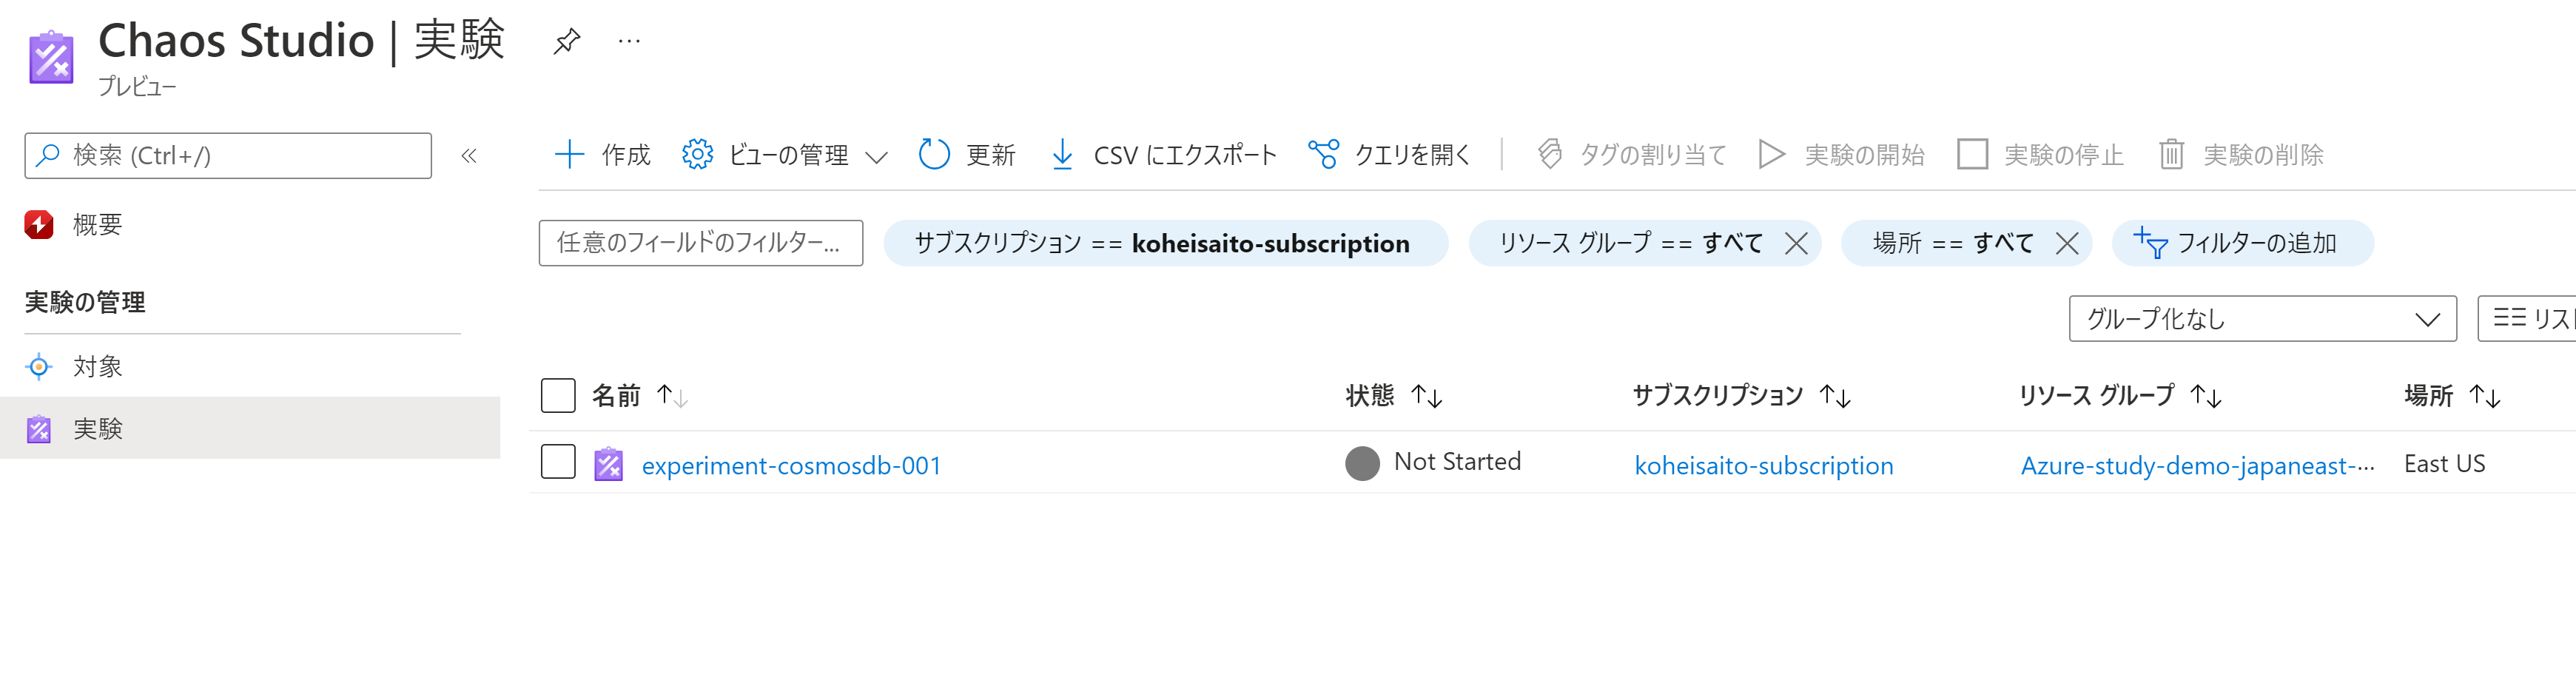 Chaos Studio | 実験
プレビュー
検索 (Ctrl+/)
概要
実験の管理
対象
実験
作成 ビューの管理 更新 CSV にエクスポート クエリを開く タグの割り当て 実験の開始 実験の停止 実験の削除
任意のフィールドのフィルター... サブスクリプション == koheisaito-subscription リソース グループ == すべて 場所 == すべて フィルターの追加
グループ化なし リスト
名前 状態 サブスクリプション リソース グループ 場所
experiment-cosmosdb-001 Not Started koheisaito-subscription Azure-study-demo-japaneast-... East US